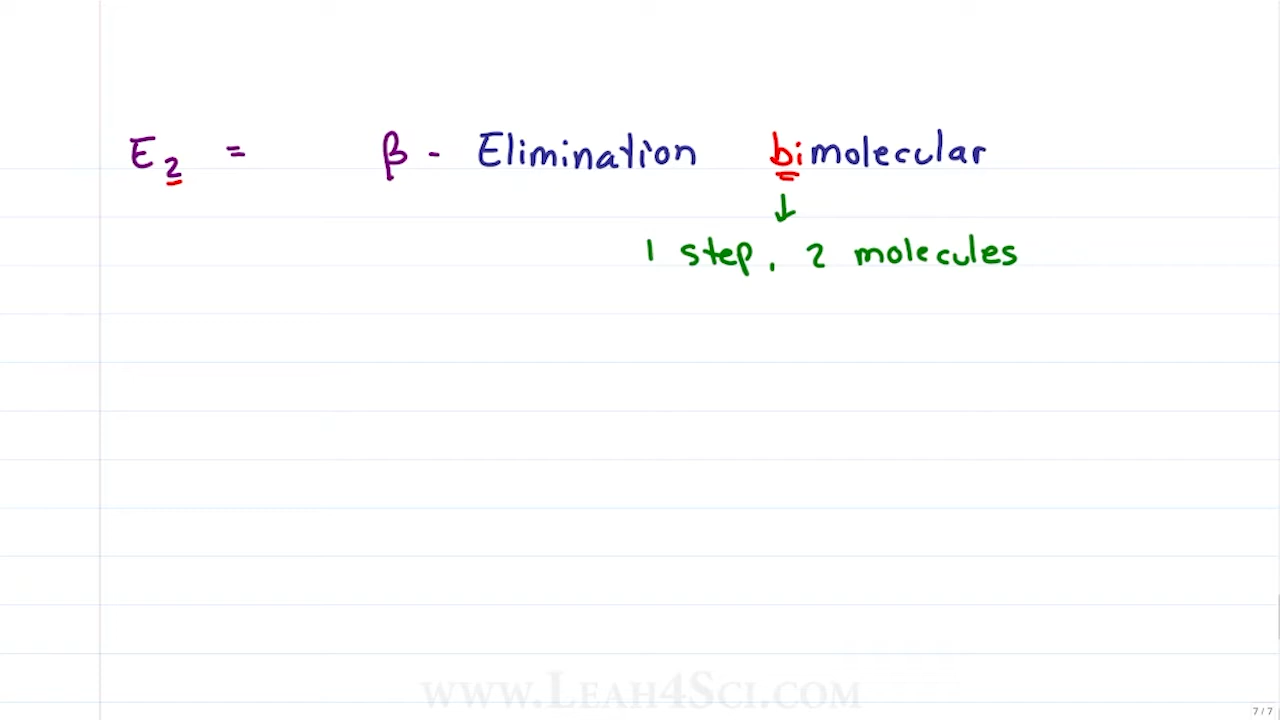 E2 = β - Elimination bimolecular
↓
1 step, 2 molecules
www.Leah4Sci.com
7 / 7